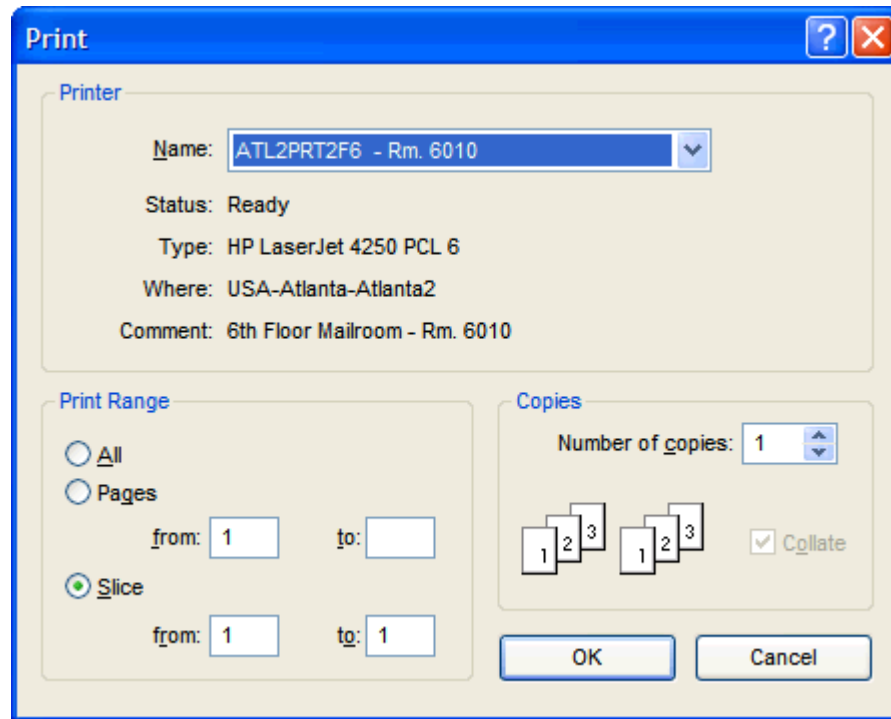 Print
Printer
Name: ATL2PRT2F6 - Rm. 6010
Status: Ready
Type: HP LaserJet 4250 PCL 6
Where: USA-Atlanta-Atlanta2
Comment: 6th Floor Mailroom - Rm. 6010
Print Range
All
Pages
from: 1 to:
Slice
from: 1 to: 1
Copies
Number of copies: 1
1 2 3 1 2 3
Collate
OK Cancel